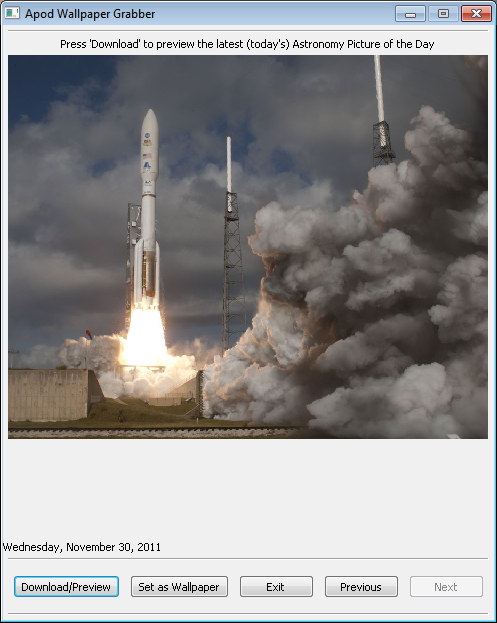 Apod Wallpaper Grabber
Press 'Download' to preview the latest (today's) Astronomy Picture of the Day
Wednesday, November 30, 2011
Download/Preview
Set as Wallpaper
Exit
Previous
Next